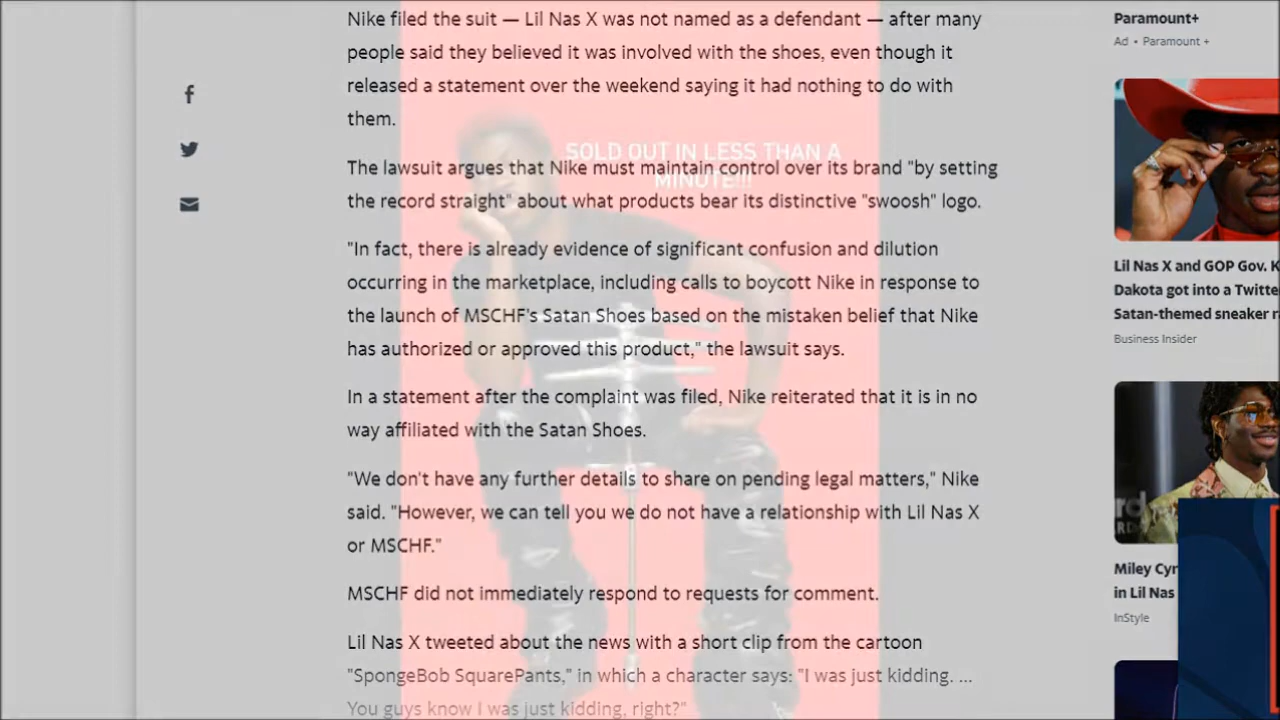 Nike filed the suit — Lil Nas X was not named as a defendant — after many
people said they believed it was involved with the shoes, even though it
released a statement over the weekend saying it had nothing to do with
them.
SOLD OUT IN LESS THAN A
MINUTE!!!
The lawsuit argues that Nike must maintain control over its brand "by setting
the record straight" about what products bear its distinctive "swoosh" logo.
"In fact, there is already evidence of significant confusion and dilution
occurring in the marketplace, including calls to boycott Nike in response to
the launch of MSCHF's Satan Shoes based on the mistaken belief that Nike
has authorized or approved this product," the lawsuit says.
In a statement after the complaint was filed, Nike reiterated that it is in no
way affiliated with the Satan Shoes.
"We don't have any further details to share on pending legal matters," Nike
said. "However, we can tell you we do not have a relationship with Lil Nas X
or MSCHF."
MSCHF did not immediately respond to requests for comment.
Lil Nas X tweeted about the news with a short clip from the cartoon
"SpongeBob SquarePants," in which a character says: "I was just kidding. ...
You guys know I was just kidding, right?"
Paramount+
Ad • Paramount +
Lil Nas X and GOP Gov. K
Dakota got into a Twitte
Satan-themed sneaker r
Business Insider
Miley Cyr
in Lil Nas
InStyle